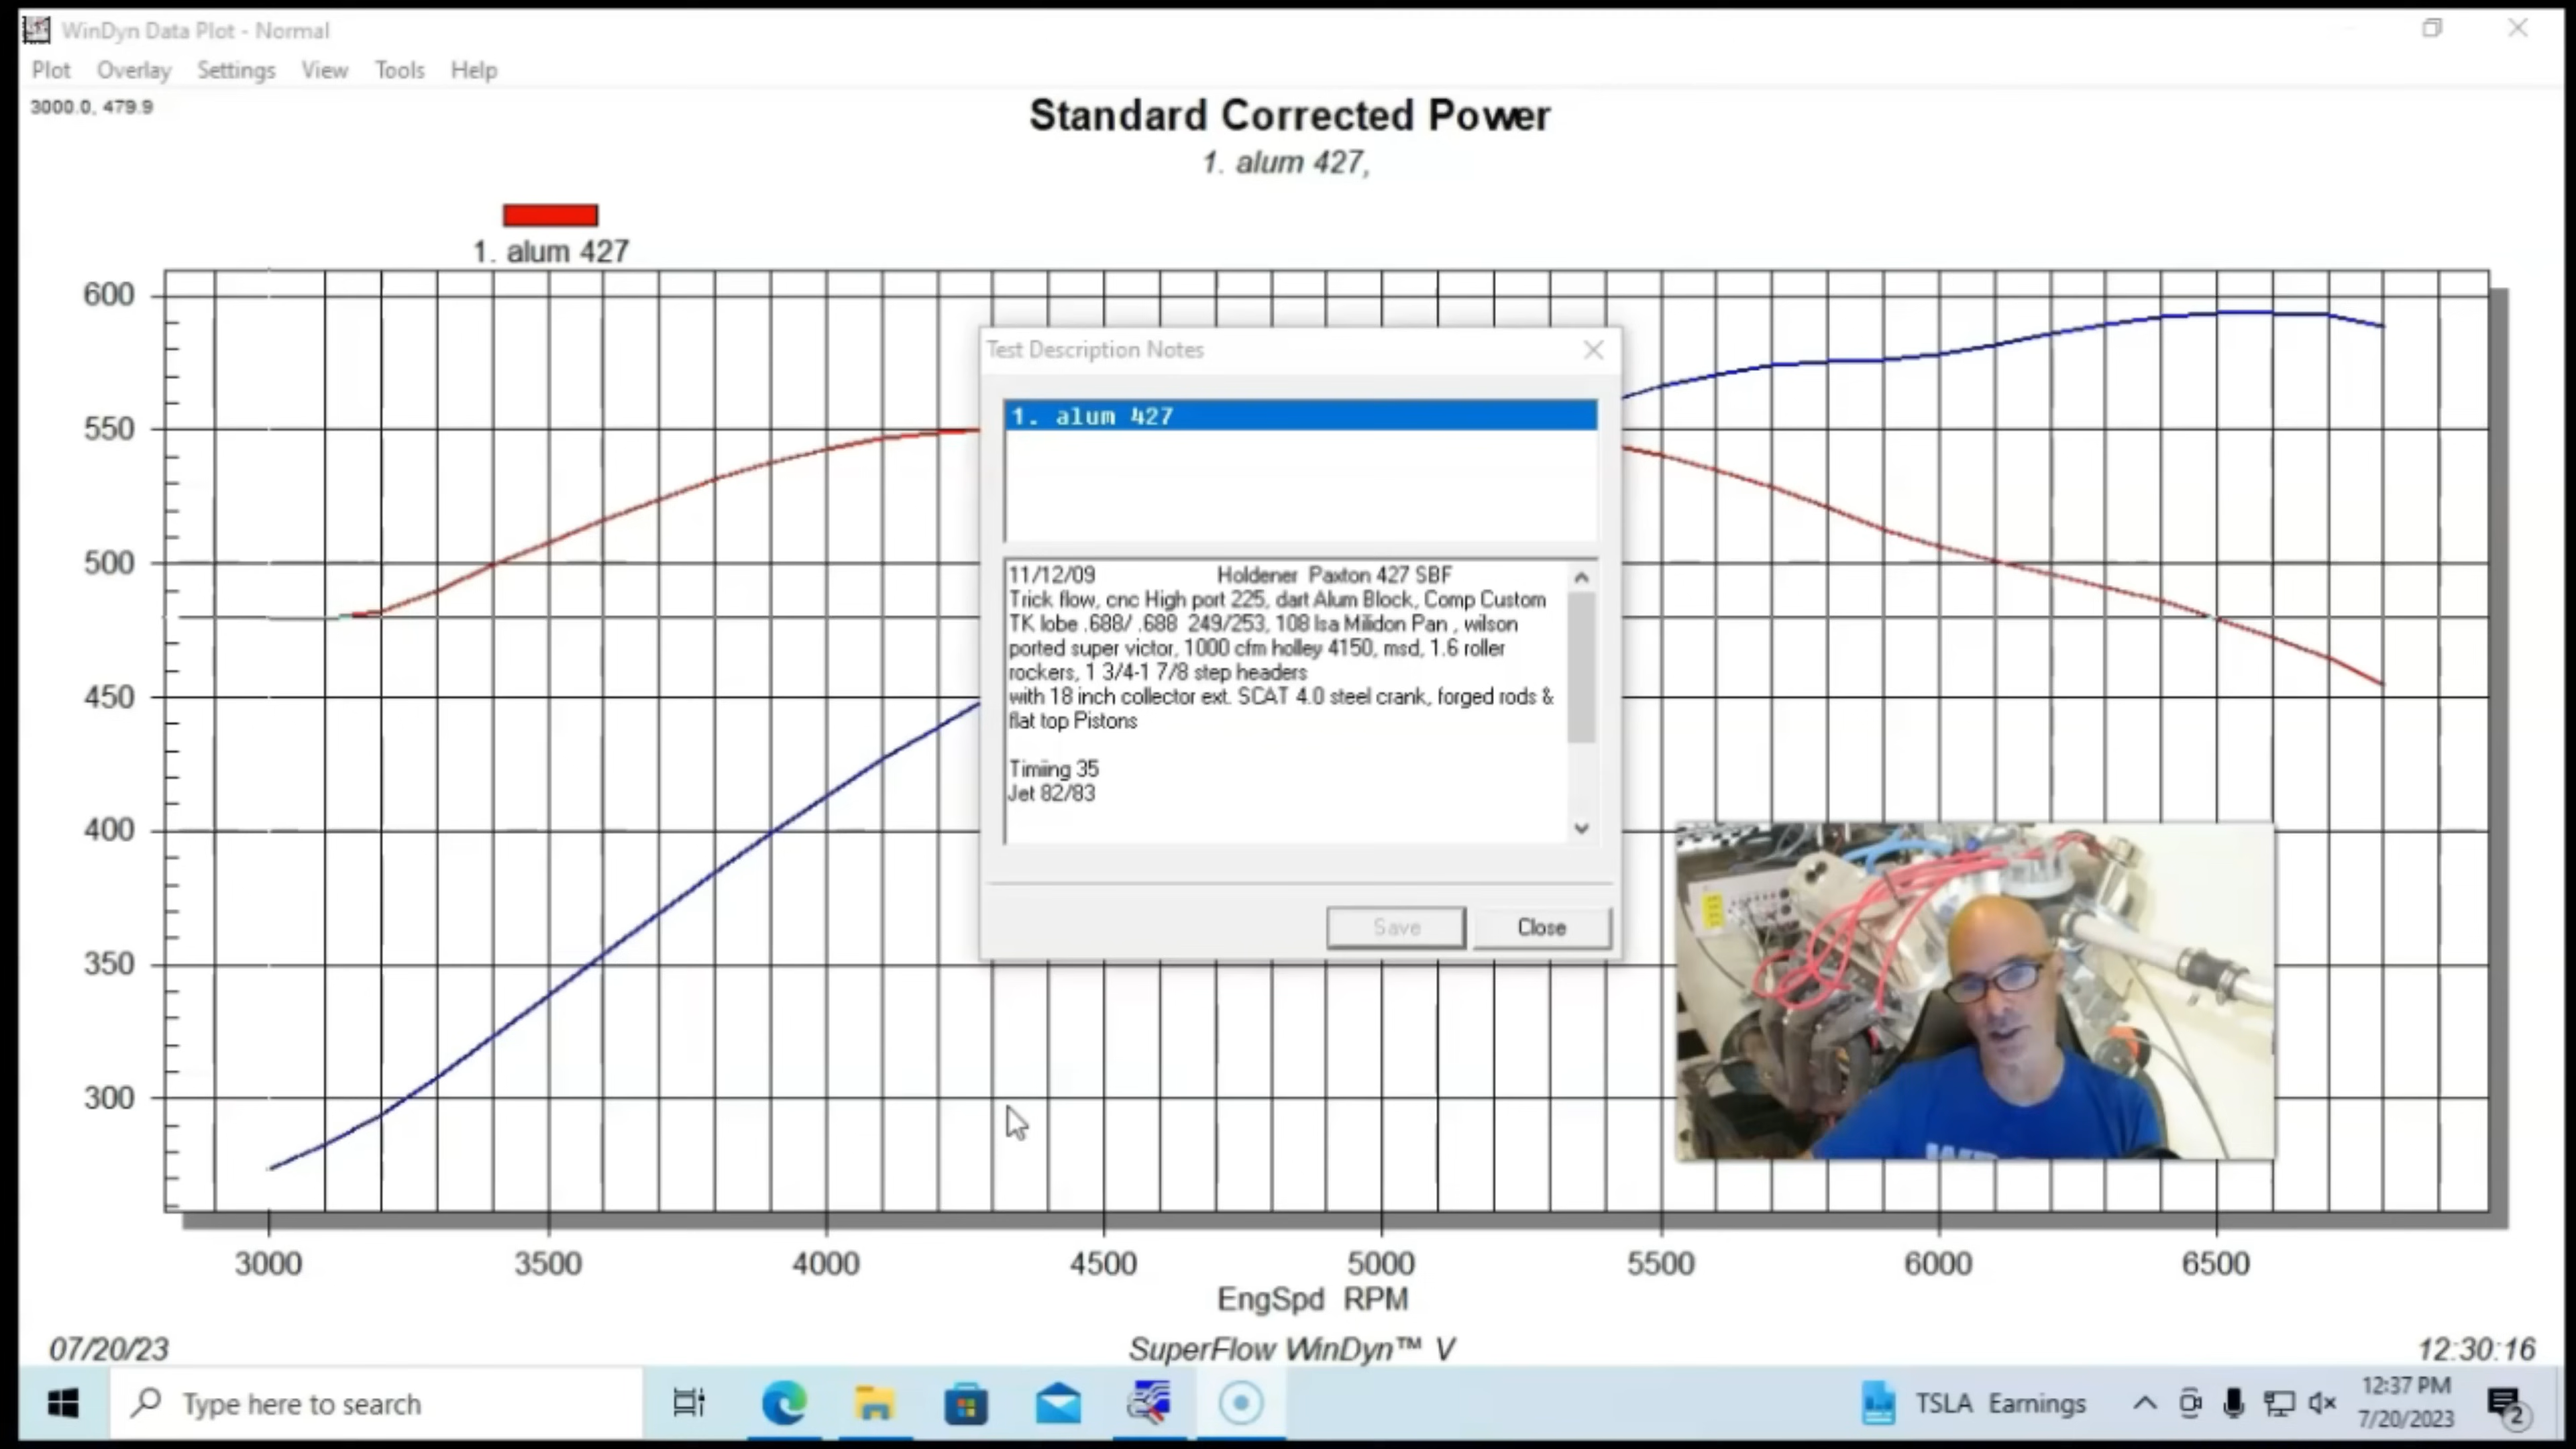 WinDyn Data Plot - Normal
Plot Overlay Settings View Tools Help
3000.0, 479.9
Standard Corrected Power
1. alum 427,
1. alum 427
600
550
500
450
400
350
300
Test Description Notes
1. alum 427
11/12/09 Holdener Paxton 427 SBF
Trick flow, cnc High port 225, dart Alum Block, Comp Custom
TK lobe .688/ .688 249/253, 108 lsa Milidon Pan , wilson
ported super victor, 1000 cfm holley 4150, msd, 1.6 roller
rockers, 1 3/4-1 7/8 step headers
with 18 inch collector ext. SCAT 4.0 steel crank, forged rods &
flat top Pistons
Timiing 35
Jet 82/83
Save Close
3000 3500 4000 4500 5000 5500 6000 6500
EngSpd RPM
07/20/23 SuperFlow WinDyn™ V 12:30:16
Type here to search
TSLA Earnings
12:37 PM
7/20/2023
2